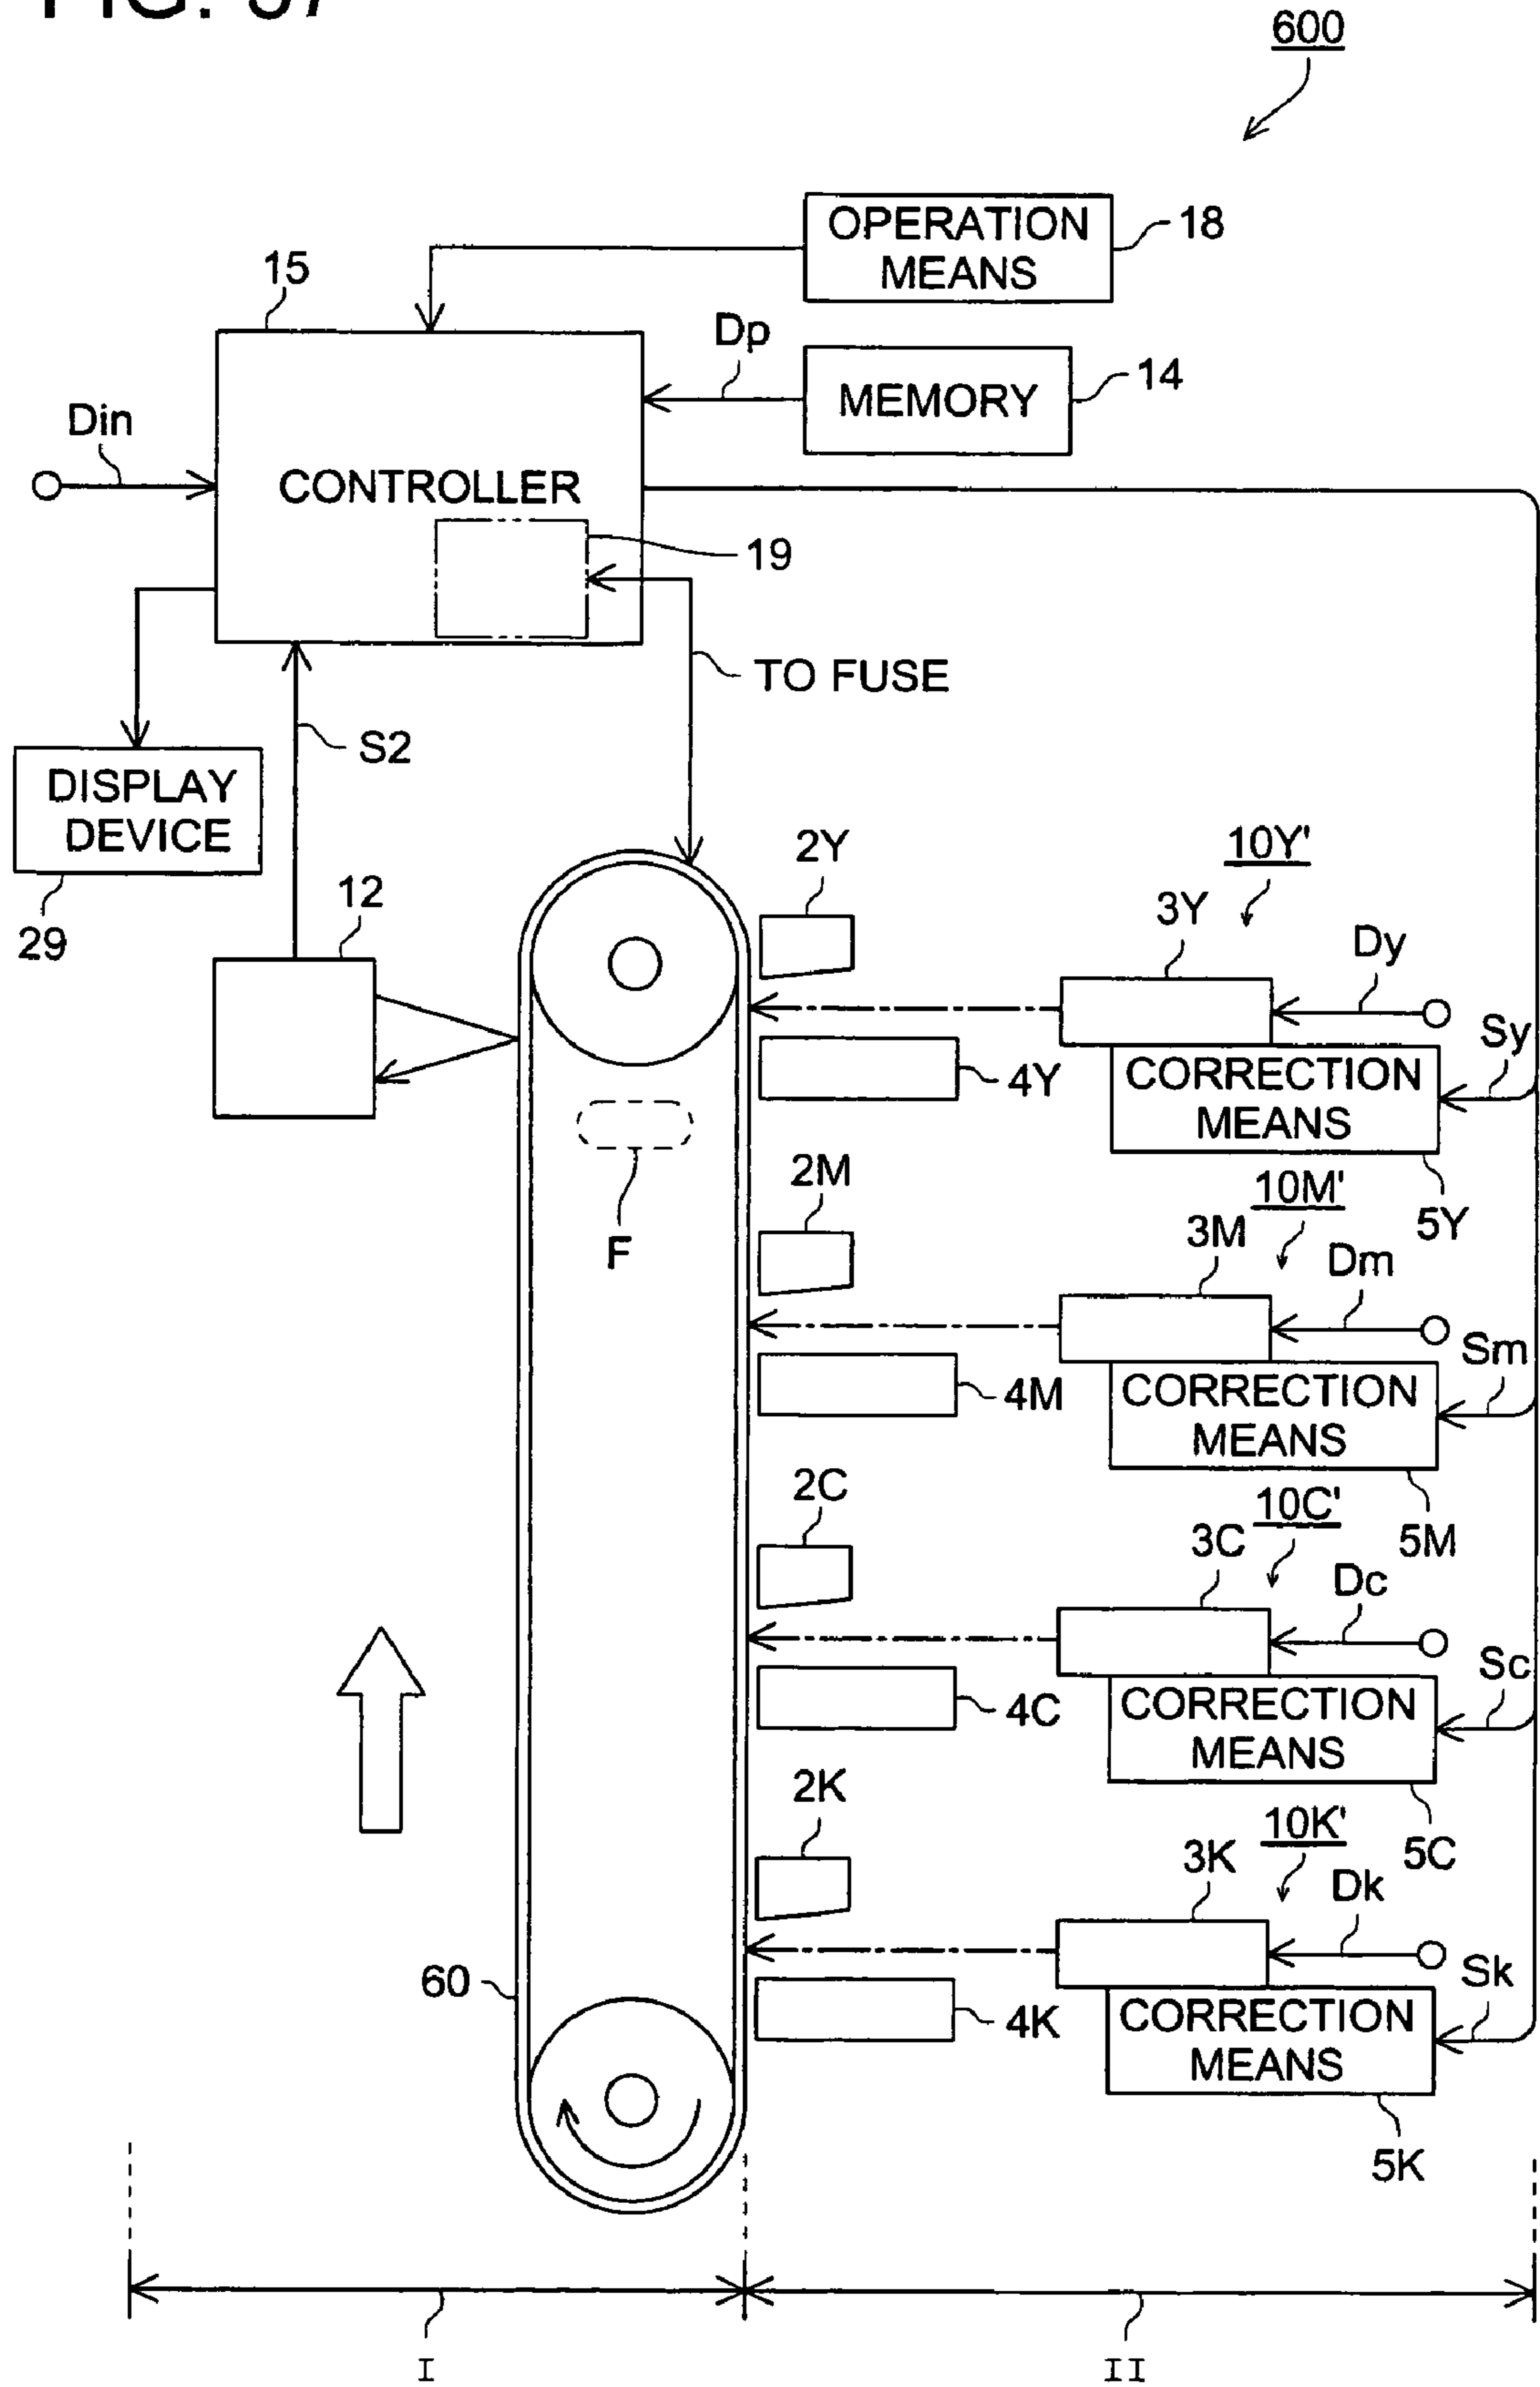 600
OPERATION
MEANS
18
15
Dp
MEMORY
14
Din
CONTROLLER
19
TO FUSE
S2
DISPLAY
DEVICE
29
12
2Y
10Y'
3Y
Dy
Sy
4Y
CORRECTION
MEANS
5Y
F
2M
10M'
3M
Dm
Sm
4M
CORRECTION
MEANS
5M
2C
10C'
3C
Dc
Sc
4C
CORRECTION
MEANS
5C
2K
10K'
3K
Dk
Sk
60
4K
CORRECTION
MEANS
5K
I
II